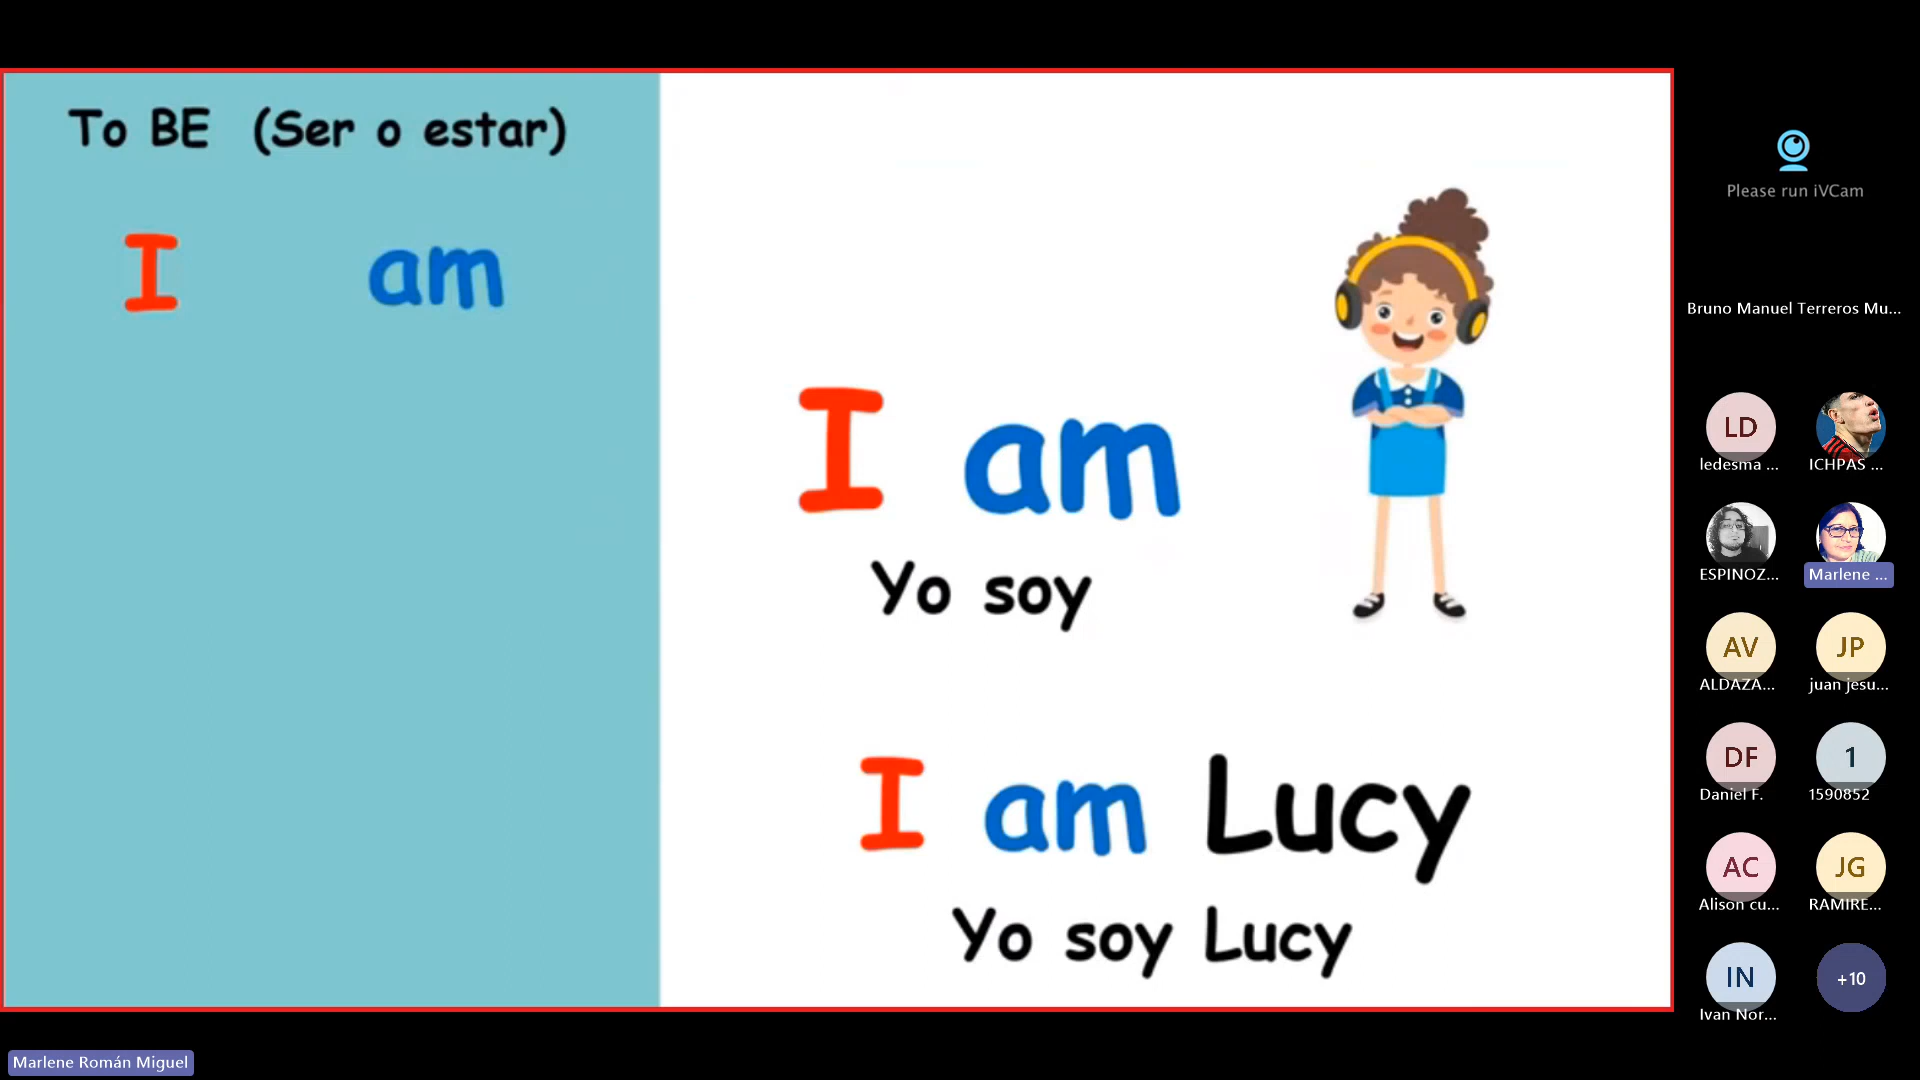 To BE (Ser o estar)
I am
I am
Yo soy
I am Lucy
Yo soy Lucy
Please run iVCam
Bruno Manuel Terreros Mu...
LD
ledesma ...
ICHPAS ...
ESPINOZ...
Marlene ...
AV
ALDAZA...
JP
juan jesu...
DF
Daniel F.
1
1590852
AC
Alison cu...
JG
RAMIRE...
IN
Ivan Nor...
+10
Marlene Román Miguel